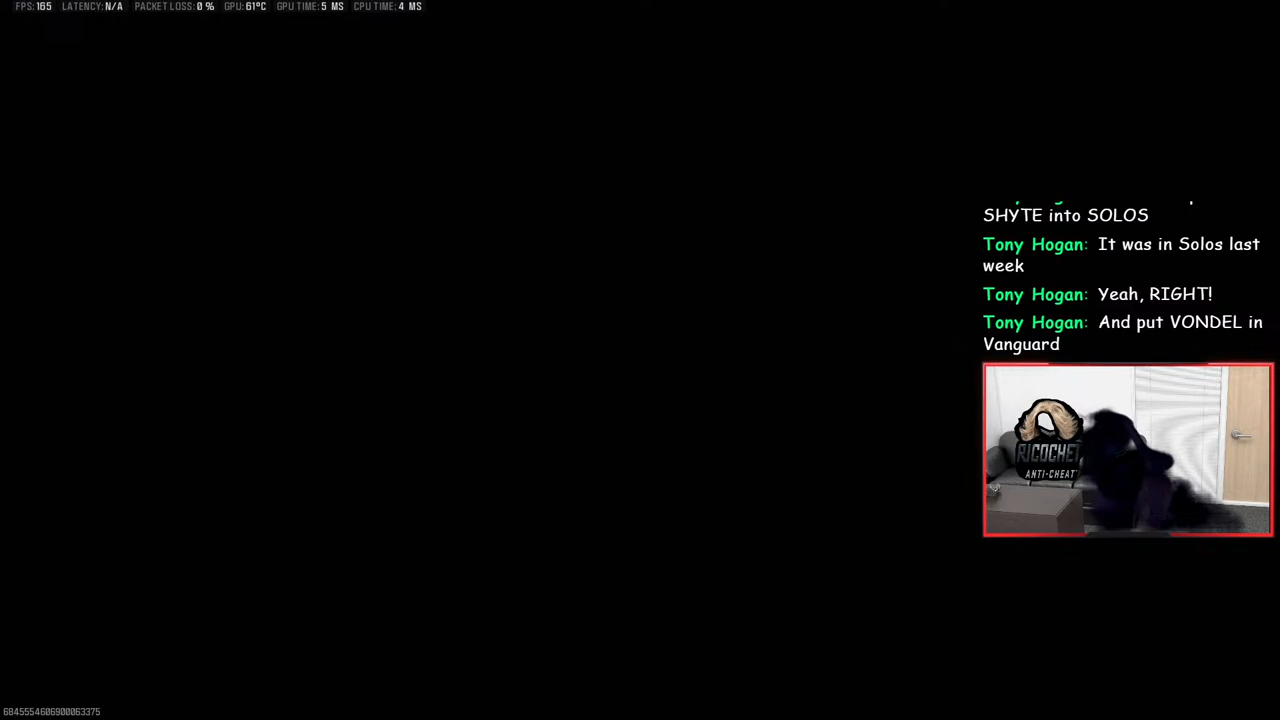 FPS: 165 LATENCY: N/A PACKET LOSS: 0 % GPU: 61°C GPU TIME: 5 MS CPU TIME: 4 MS
SHYTE into SOLOS
Tony Hogan: It was in Solos last
week
Tony Hogan: Yeah, RIGHT!
Tony Hogan: And put VONDEL in
Vanguard
RICOCHET
ANTI-CHEAT
6845554606900063375